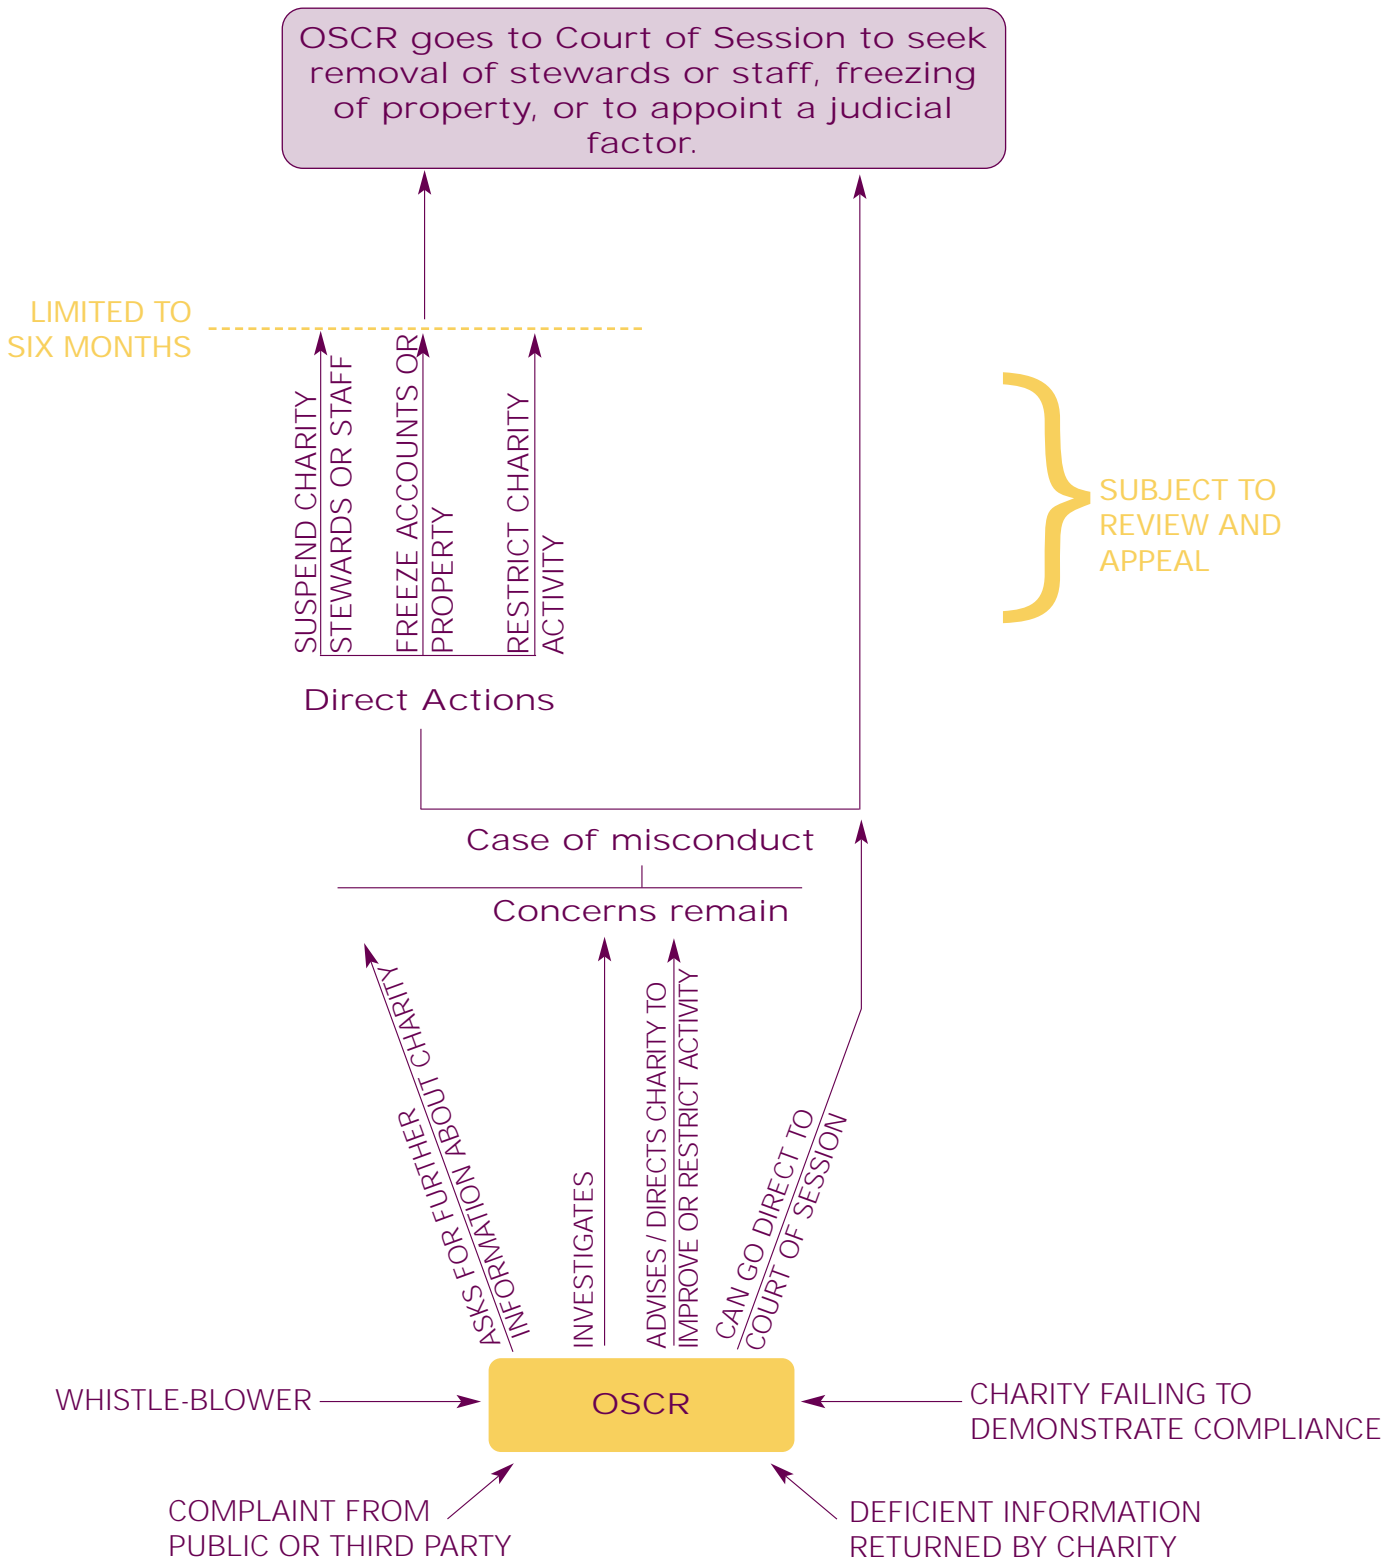 OSCR goes to Court of Session to seek
removal of stewards or staff, freezing
of property, or to appoint a judicial
factor.
LIMITED TO
SIX MONTHS
SUSPEND CHARITY
STEWARDS OR STAFF
FREEZE ACCOUNTS OR
PROPERTY
RESTRICT CHARITY
ACTIVITY
SUBJECT TO
REVIEW AND
APPEAL
Direct Actions
Case of misconduct
Concerns remain
ASKS FOR FURTHER
INFORMATION ABOUT CHARITY
INVESTIGATES
ADVISES / DIRECTS CHARITY TO
IMPROVE OR RESTRICT ACTIVITY
CAN GO DIRECT TO
COURT OF SESSION
WHISTLE-BLOWER
OSCR
CHARITY FAILING TO
DEMONSTRATE COMPLIANCE
COMPLAINT FROM
PUBLIC OR THIRD PARTY
DEFICIENT INFORMATION
RETURNED BY CHARITY